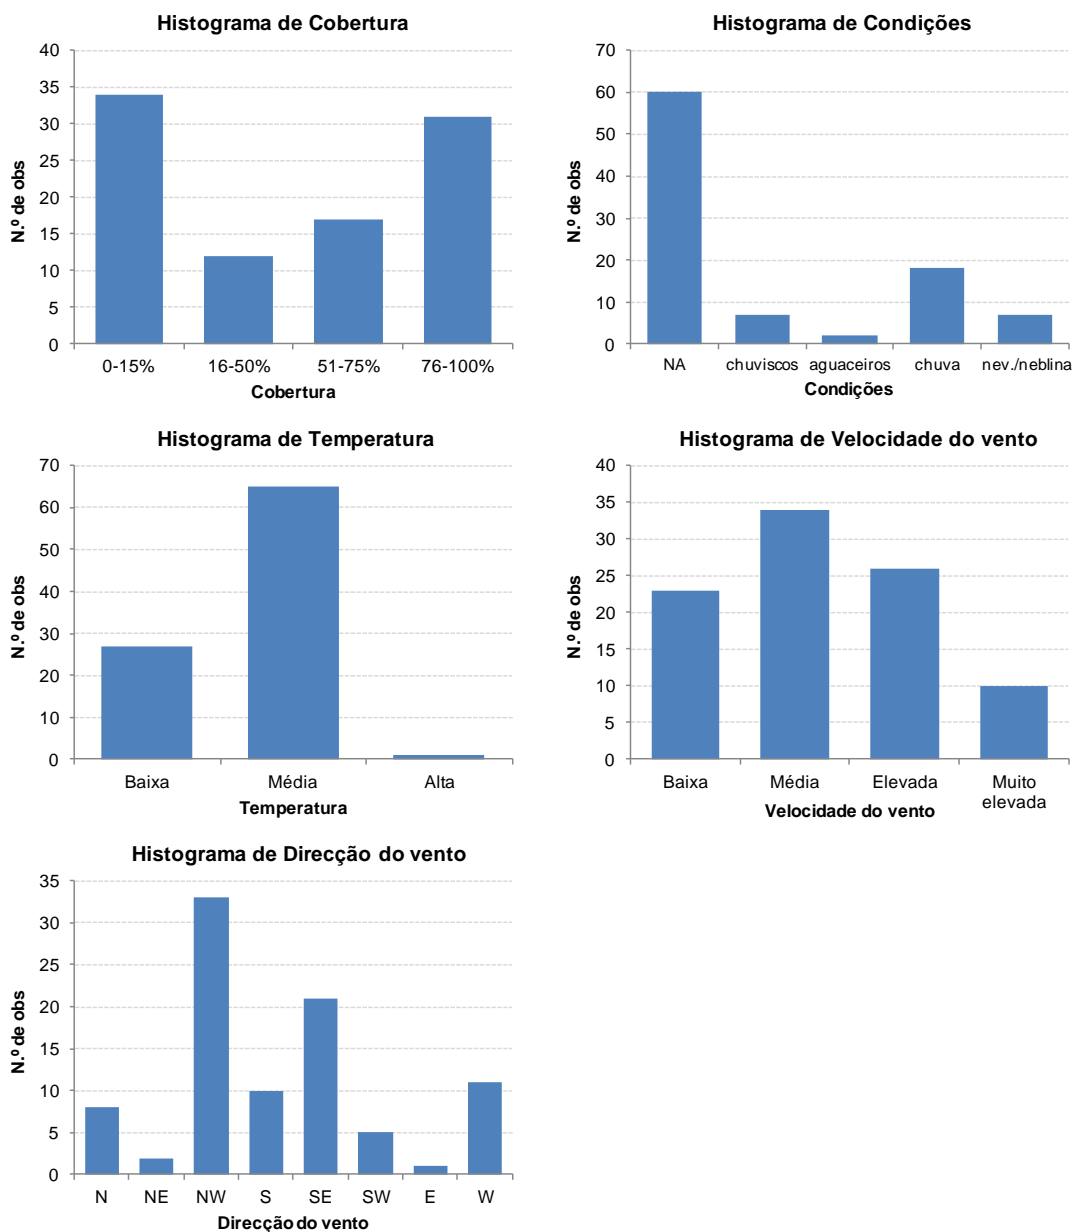 Histograma de Cobertura
40
35
30
25
20
15
10
5
0
N.º de obs
0-15% 16-50% 51-75% 76-100%
Cobertura
Histograma de Condições
70
60
50
40
30
20
10
0
N.º de obs
NA chuviscos aguaceiros chuva nev./neblina
Condições
Histograma de Temperatura
70
60
50
40
30
20
10
0
N.º de obs
Baixa Média Alta
Temperatura
Histograma de Velocidade do vento
40
35
30
25
20
15
10
5
0
N.º de obs
Baixa Média Elevada Muito
elevada
Velocidade do vento
Histograma de Direcção do vento
35
30
25
20
15
10
5
0
N.º de obs
N NE NW S SE SW E W
Direcção do vento